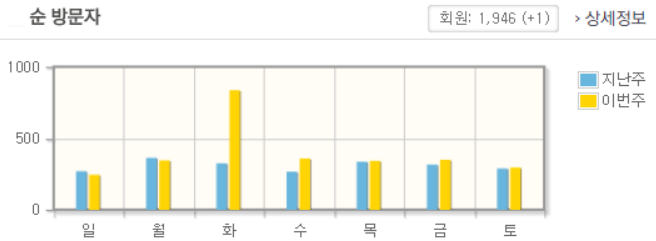 순 방문자
회원: 1,946 (+1)
› 상세정보
1000
500
0
일 월 화 수 목 금 토
지난주
이번주